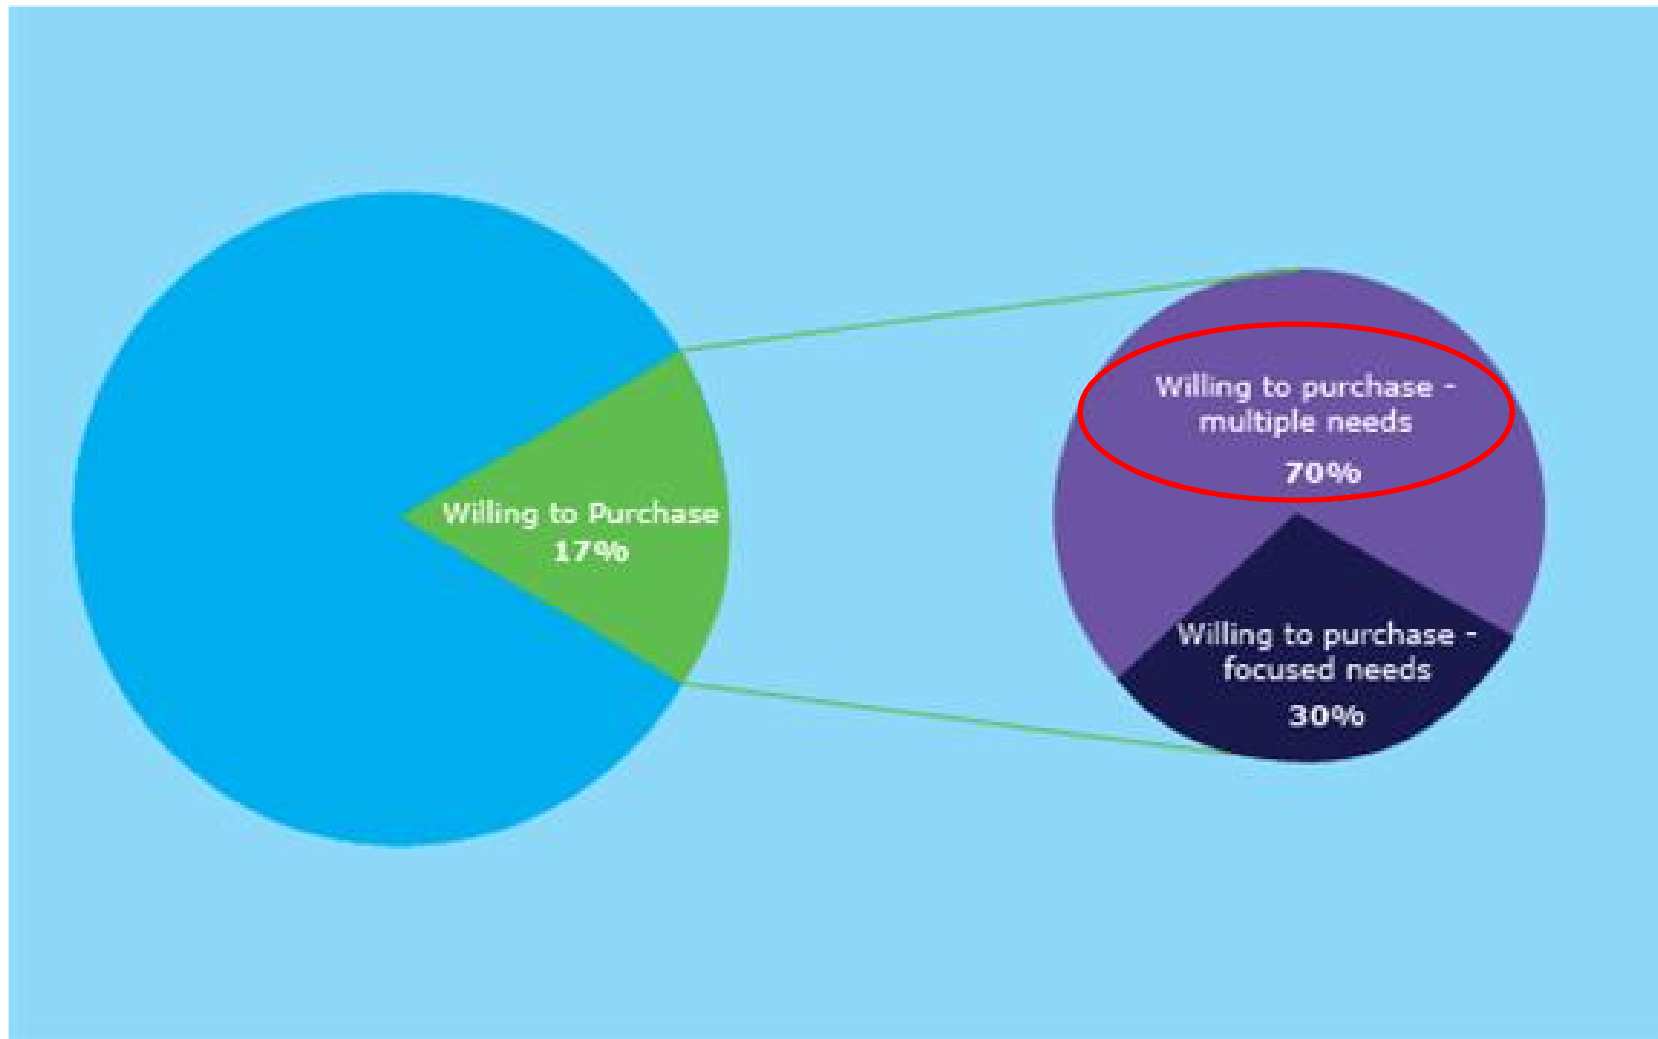 Willing to Purchase
17%
Willing to purchase -
multiple needs
70%
Willing to purchase -
focused needs
30%